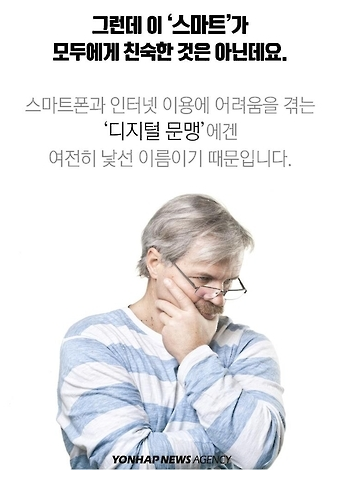 그런데 이 ‘스마트’가
모두에게 친숙한 것은 아닌데요.
스마트폰과 인터넷 이용에 어려움을 겪는
‘디지털 문맹’에겐
여전히 낯선 이름이기 때문입니다.
YONHAP NEWS AGENCY